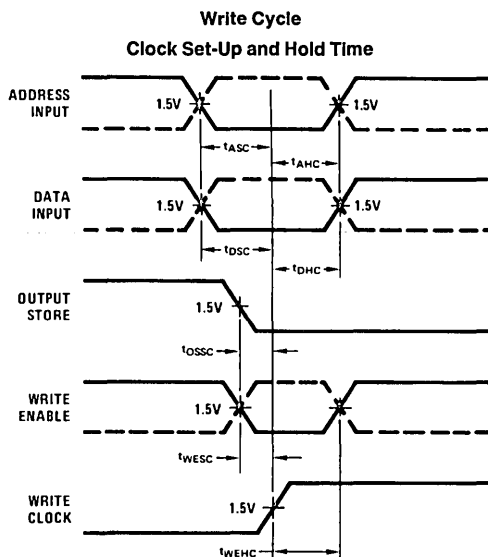 Write Cycle
Clock Set-Up and Hold Time
ADDRESS
INPUT
1.5V
1.5V
tASC
tAHC
DATA
INPUT
1.5V
1.5V
tDSC
tDHC
OUTPUT
STORE
1.5V
tOSSC
WRITE
ENABLE
1.5V
tWESC
WRITE
CLOCK
1.5V
tWEHC